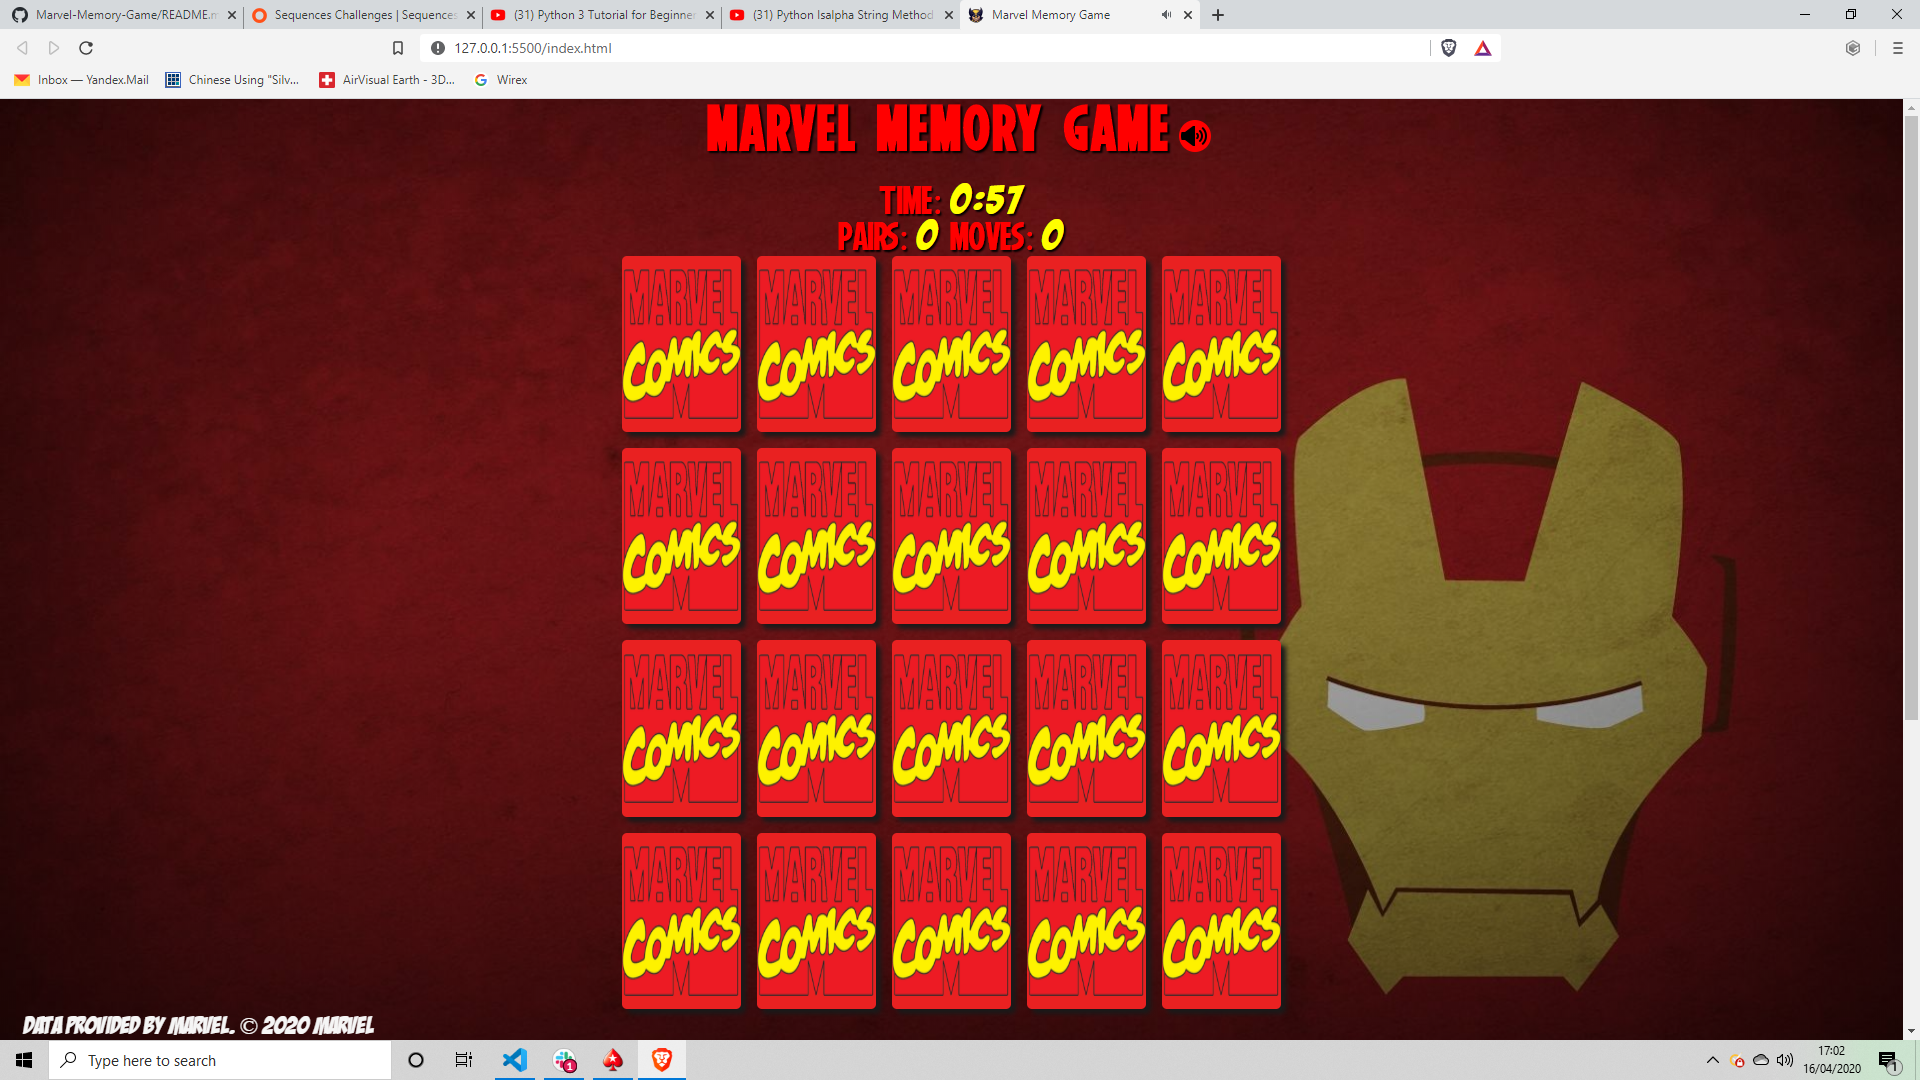 Marvel-Memory-Game/README.m
Sequences Challenges | Sequences
(31) Python 3 Tutorial for Beginner
(31) Python Isalpha String Method
Marvel Memory Game
127.0.0.1:5500/index.html
Inbox — Yandex.Mail
Chinese Using "Silv...
AirVisual Earth - 3D...
Wirex
MARVEL MEMORY GAME
TIME: 0:57
PAIRS: 0 MOVES: 0
MARVEL MARVEL MARVEL MARVEL MARVEL
COMICS COMICS COMICS COMICS COMICS
M M M M M
MARVEL MARVEL MARVEL MARVEL MARVEL
COMICS COMICS COMICS COMICS COMICS
M M M M M
MARVEL MARVEL MARVEL MARVEL MARVEL
COMICS COMICS COMICS COMICS COMICS
M M M M M
MARVEL MARVEL MARVEL MARVEL MARVEL
COMICS COMICS COMICS COMICS COMICS
M M M M M
DATA PROVIDED BY MARVEL. © 2020 MARVEL
Type here to search
1
17:02
16/04/2020
1